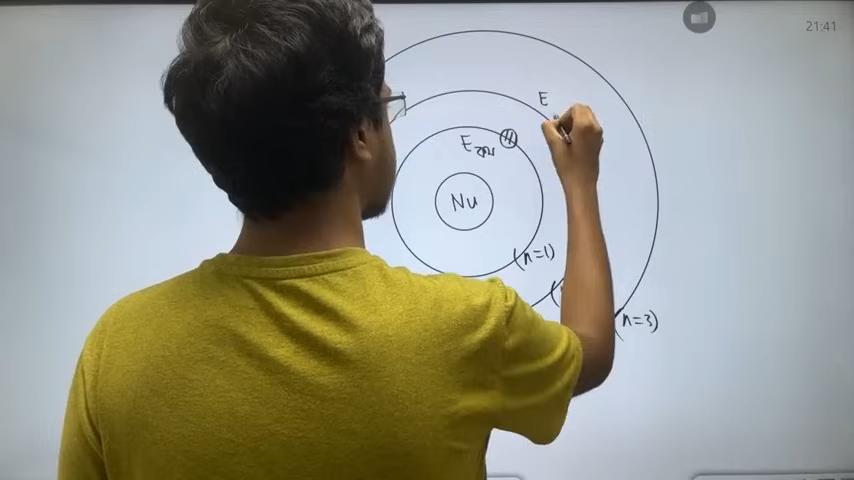 21:41
E
E
Nu
(n=1)
(n=3)